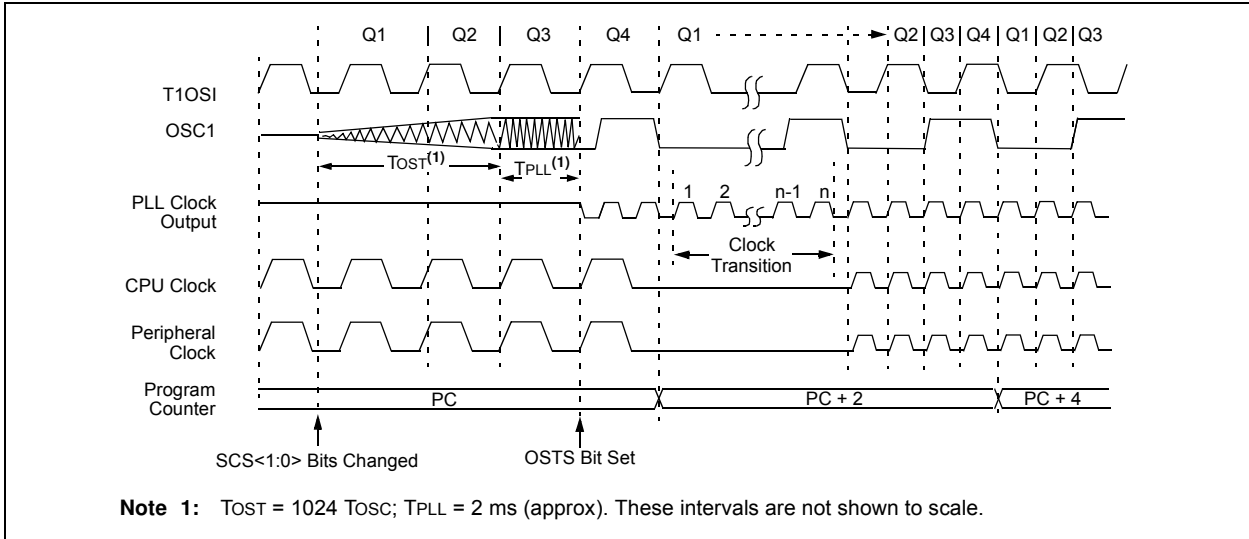 Q1 Q2 Q3 Q4 Q1 Q2 Q3 Q4 Q1 Q2 Q3
T1OSI
OSC1
TOST(1)
TPLL(1)
1 2 n-1 n
PLL Clock
Output
Clock
Transition
CPU Clock
Peripheral
Clock
Program
Counter
PC PC + 2 PC + 4
SCS<1:0> Bits Changed OSTS Bit Set
Note 1: TOST = 1024 TOSC; TPLL = 2 ms (approx). These intervals are not shown to scale.